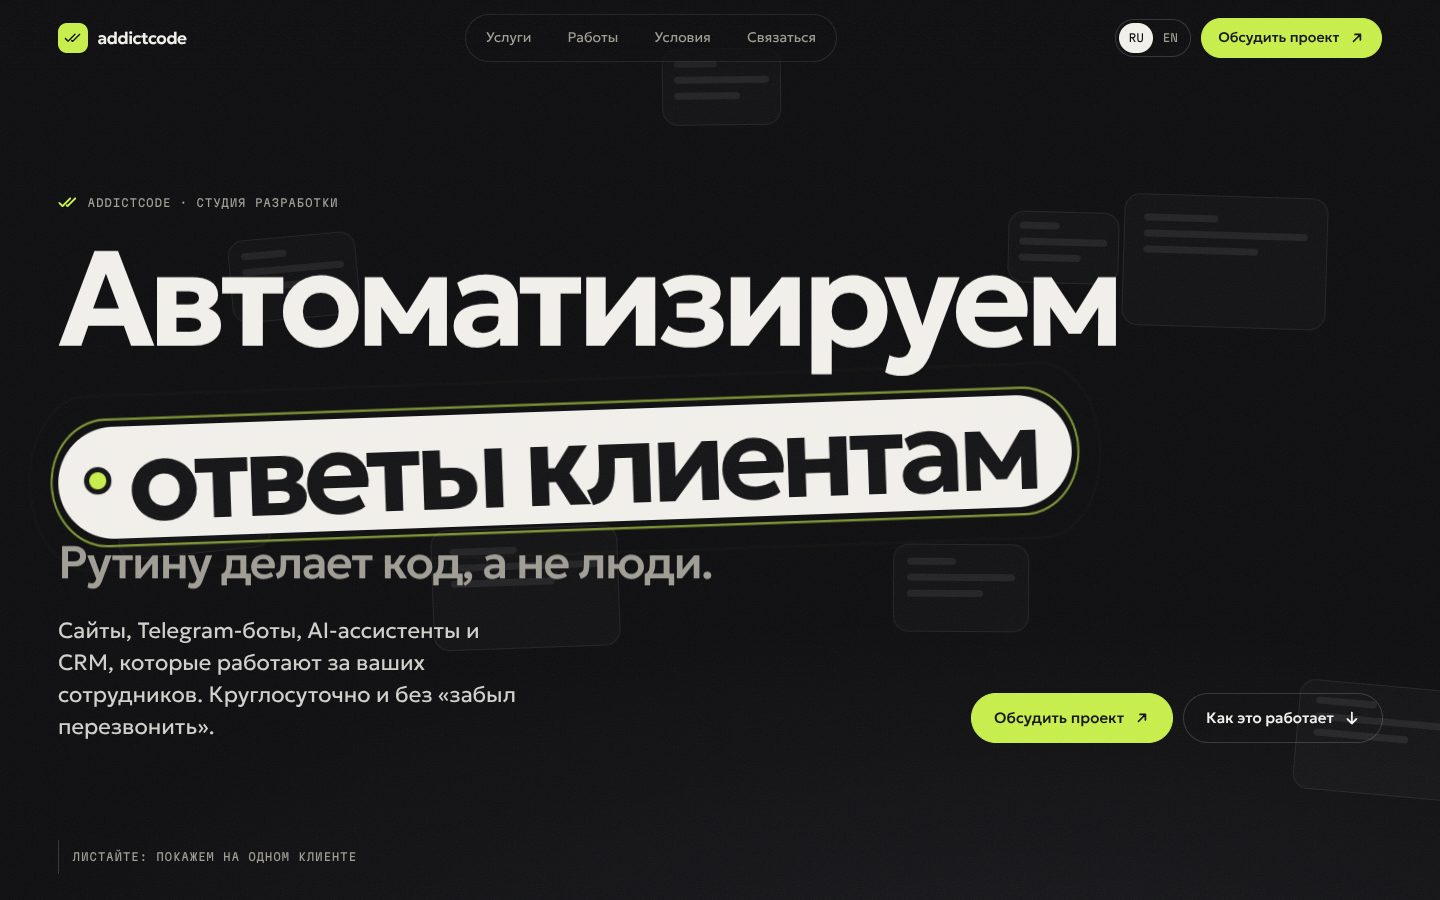 addictcode
Услуги Работы Условия Связаться
RU EN
Обсудить проект
ADDICTCODE · СТУДИЯ РАЗРАБОТКИ
Автоматизируем
ответы клиентам
Рутину делает код, а не люди.
Сайты, Telegram-боты, AI-ассистенты и
CRM, которые работают за ваших
сотрудников. Круглосуточно и без «забыл
перезвонить».
Обсудить проект
Как это работает
ЛИСТАЙТЕ: ПОКАЖЕМ НА ОДНОМ КЛИЕНТЕ